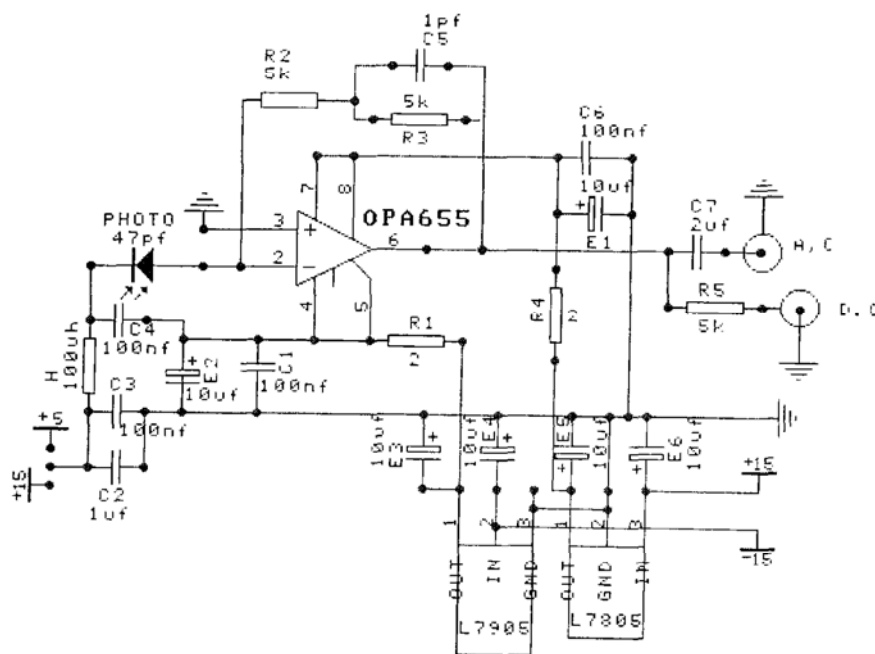 1pf
C5
R2
5k
5k
R3
C6
100nf
10uf
E1
7
8
OPA655
3
+
2
−
6
4
5
PHOTO
47pf
C7
2uf
A,C
R5
5k
D.C
R4
2
R1
2
C4
100nf
H
100uh
E2
10uf
+
C1
100nf
C3
100nf
+5
+15
C2
1uf
10uf
E3
+
E4
+
10uf
E5
+
10uf
E6
+
10uf
+15
-15
1
2
3
OUT
IN
GND
L7905
1
2
3
OUT
GND
IN
L7805